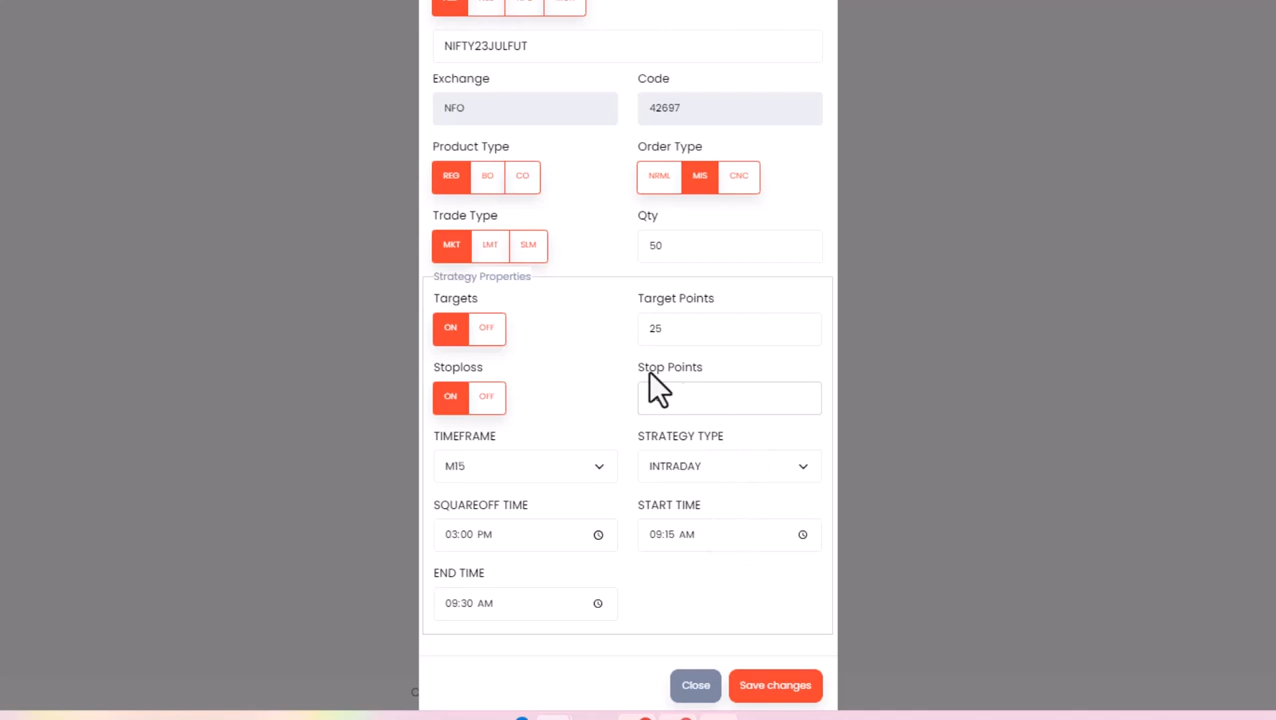 NIFTY23JULFUT
Exchange Code
NFO 42697
Product Type Order Type
REG BO CO NRML MIS CNC
Trade Type Qty
MKT LMT SLM 50
Strategy Properties
Targets Target Points
ON OFF 25
Stoploss Stop Points
ON OFF
TIMEFRAME STRATEGY TYPE
M15 INTRADAY
SQUAREOFF TIME START TIME
03:00 PM 09:15 AM
END TIME
09:30 AM
Close Save changes